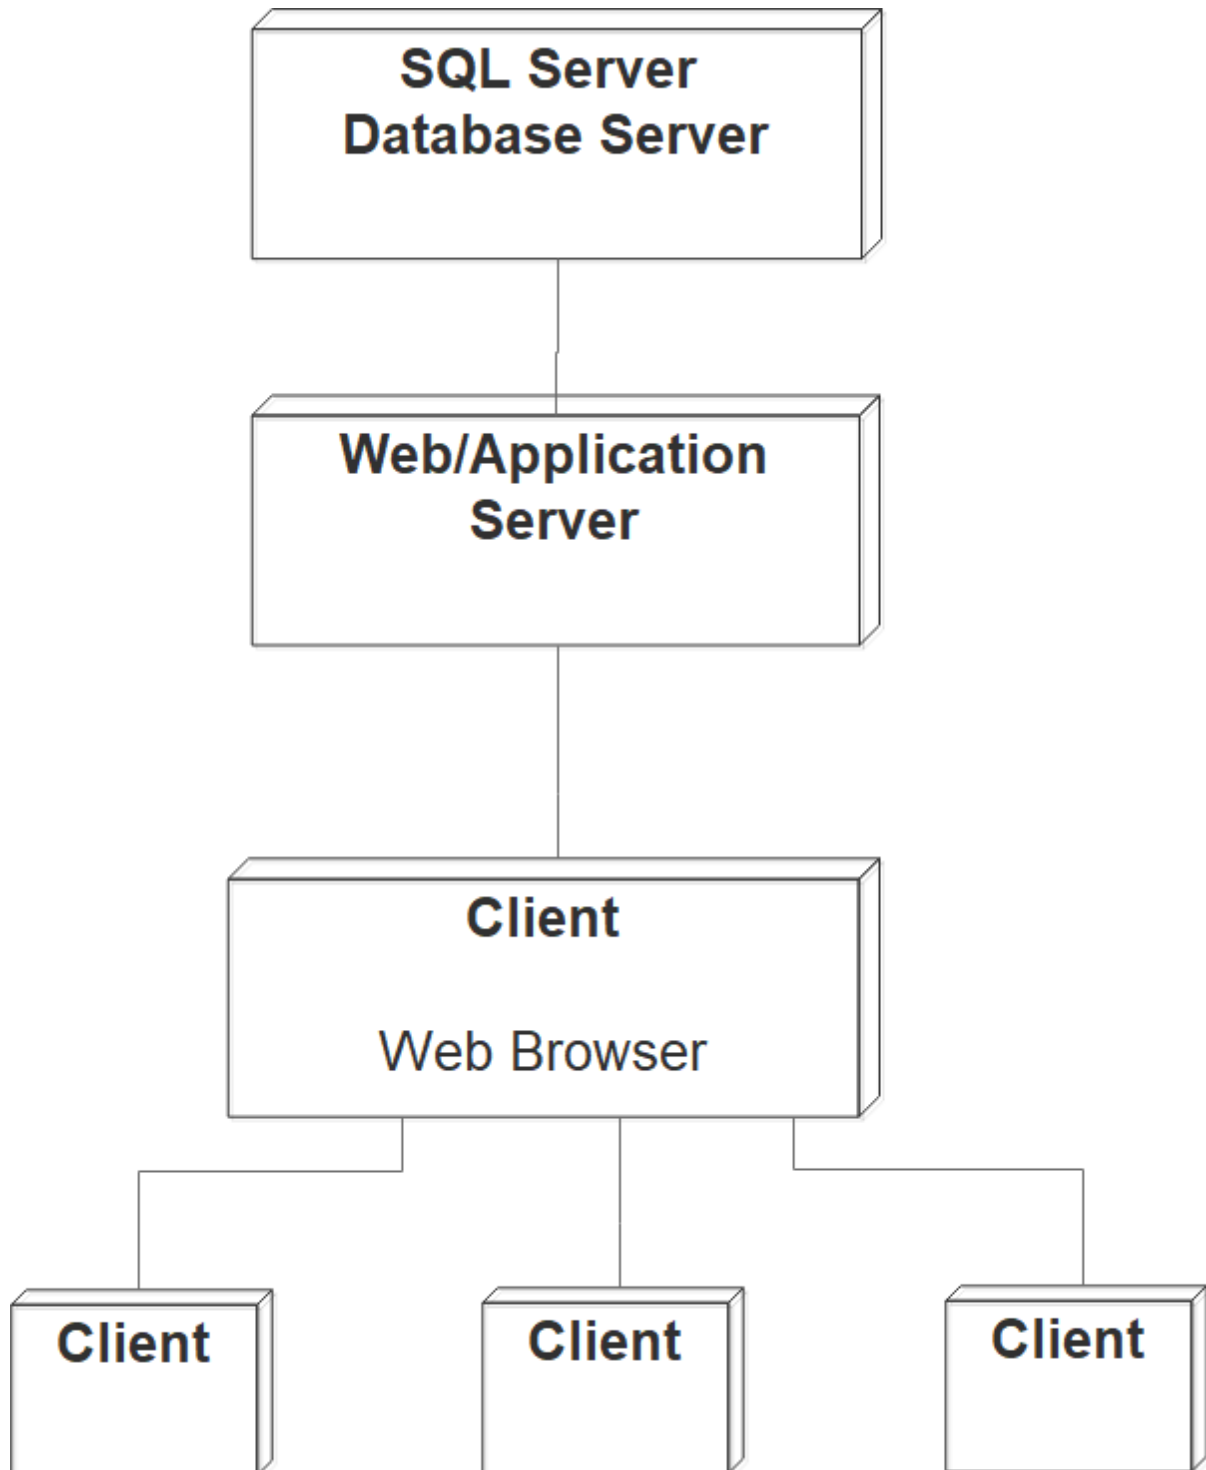 SQL Server
Database Server
Web/Application
Server
Client
Web Browser
Client
Client
Client